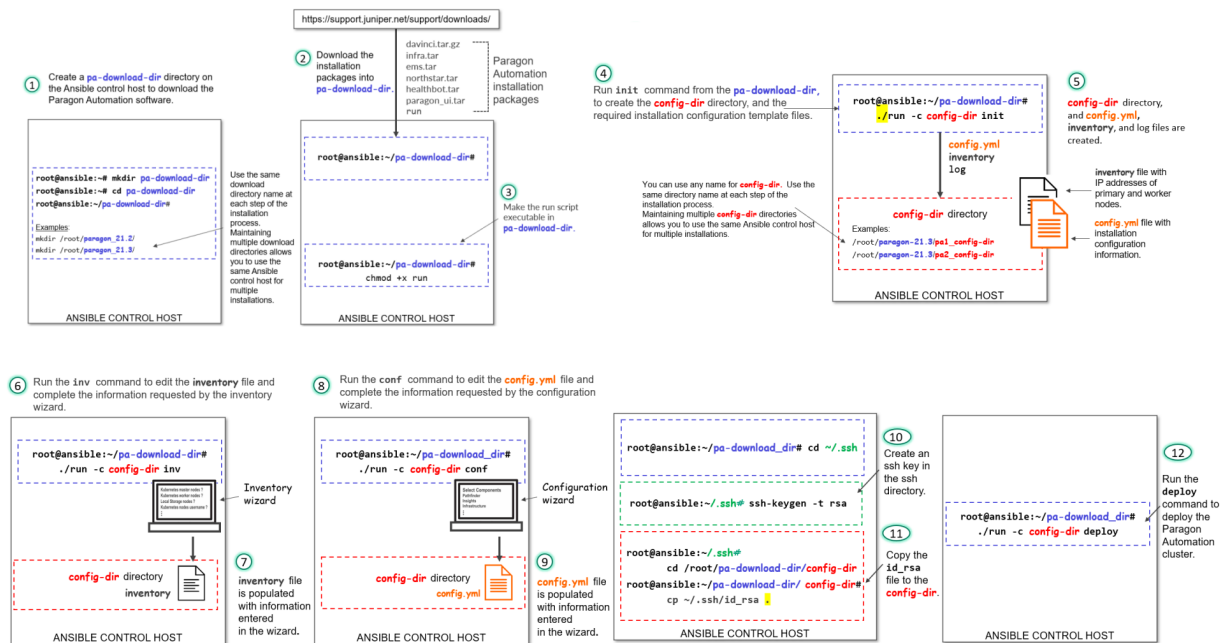 https://support.juniper.net/support/downloads/
1
Create a pa-download-dir directory on
the Ansible control host to download the
Paragon Automation software.
root@ansible:~# mkdir pa-download-dir
root@ansible:~# cd pa-download-dir
root@ansible:~/pa-download-dir#
Examples:
mkdir /root/paragon_21.2/
mkdir /root/paragon_21.3/
ANSIBLE CONTROL HOST
Use the same
download
directory name at
each step of the
installation
process.
Maintaining
multiple download
directories allows
you to use the
same Ansible
control host for
multiple
installations.
2
Download the
installation
packages into
pa-download-dir.
davinci.tar.gz
infra.tar
ems.tar
northstar.tar
healthbot.tar
paragon_ui.tar
run
Paragon
Automation
installation
packages
root@ansible:~/pa-download-dir#
3
Make the run script
executable in
pa-download-dir.
root@ansible:~/pa-download-dir#
chmod +x run
ANSIBLE CONTROL HOST
4
Run init command from the pa-download-dir,
to create the config-dir directory, and the
required installation configuration template files.
root@ansible:~/pa-download-dir#
./run -c config-dir init
config.yml
inventory
log
You can use any name for config-dir. Use the
same directory name at each step of the
installation process.
Maintaining multiple config-dir directories
allows you to use the same Ansible control host
for multiple installations.
config-dir directory
Examples:
/root/paragon-21.3/pa1_config-dir
/root/paragon-21.3/pa2_config-dir
ANSIBLE CONTROL HOST
5
config-dir directory,
and config.yml,
inventory, and log files are
created.
inventory file with
IP addresses of
primary and worker
nodes.
config.yml file with
installation
configuration
information.
6
Run the inv command to edit the inventory file and
complete the information requested by the inventory
wizard.
root@ansible:~/pa-download-dir#
./run -c config-dir inv
Kubernetes master nodes ?
Kubernetes worker nodes ?
Local Storage nodes ?
Kubernetes nodes username ?
Inventory
wizard
7
inventory file
is populated
with information
entered
in the wizard.
config-dir directory
inventory
ANSIBLE CONTROL HOST
8
Run the conf command to edit the config.yml file and
complete the information requested by the configuration
wizard.
root@ansible:~/pa-download_dir#
./run -c config-dir conf
Select Components
Pathfinder
Insights
Infrastructure
Configuration
wizard
9
config.yml file
is populated
with information
entered
in the wizard.
config-dir directory
config.yml
ANSIBLE CONTROL HOST
root@ansible:~/pa-download_dir# cd ~/.ssh
10
Create an
ssh key in
the ssh
directory.
root@ansible:~/.ssh# ssh-keygen -t rsa
11
Copy the
id_rsa
file to the
config-dir.
root@ansible:~/.ssh#
cd /root/pa-download-dir/config-dir
root@ansible:~/pa-download-dir/ config-dir#
cp ~/.ssh/id_rsa .
ANSIBLE CONTROL HOST
12
Run the
deploy
command to
deploy the
Paragon
Automation
cluster.
root@ansible:~/pa-download_dir#
./run -c config-dir deploy
ANSIBLE CONTROL HOST